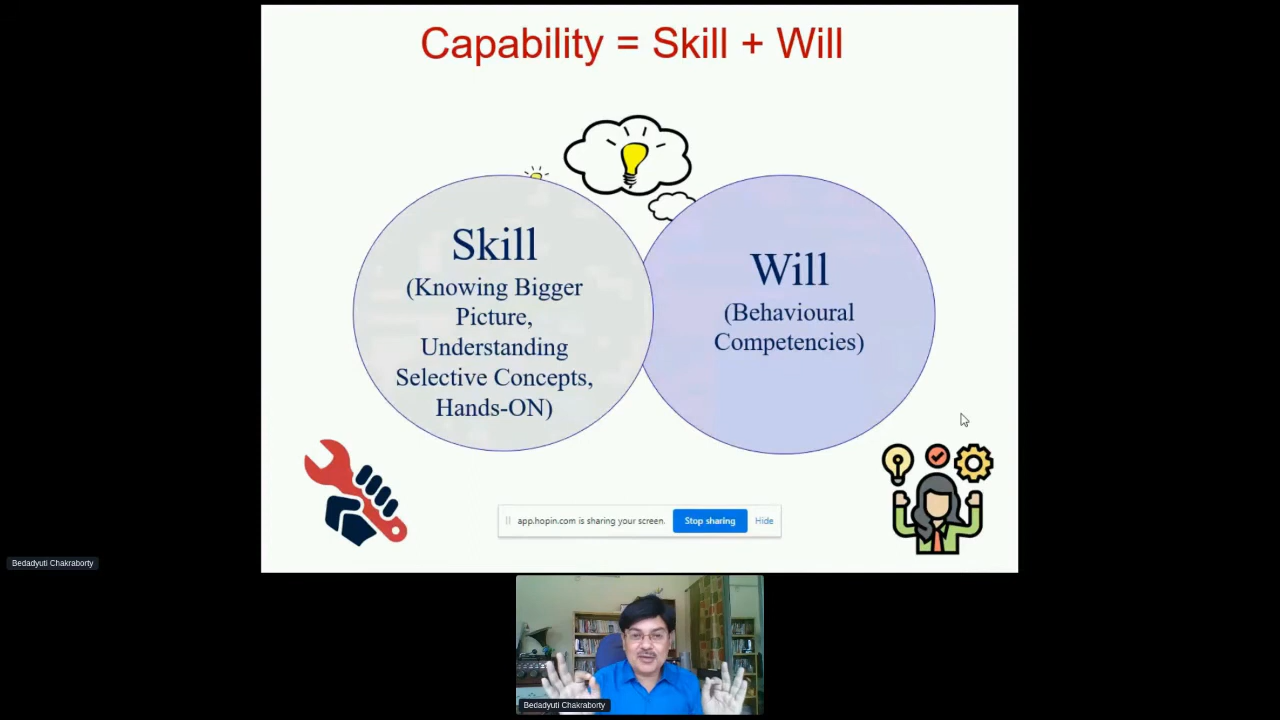 Capability = Skill + Will
Skill
(Knowing Bigger
Picture,
Understanding
Selective Concepts,
Hands-ON)
Will
(Behavioural
Competencies)
app.hopin.com is sharing your screen.
Stop sharing
Hide
Bedadyuti Chakraborty
Bedadyuti Chakraborty